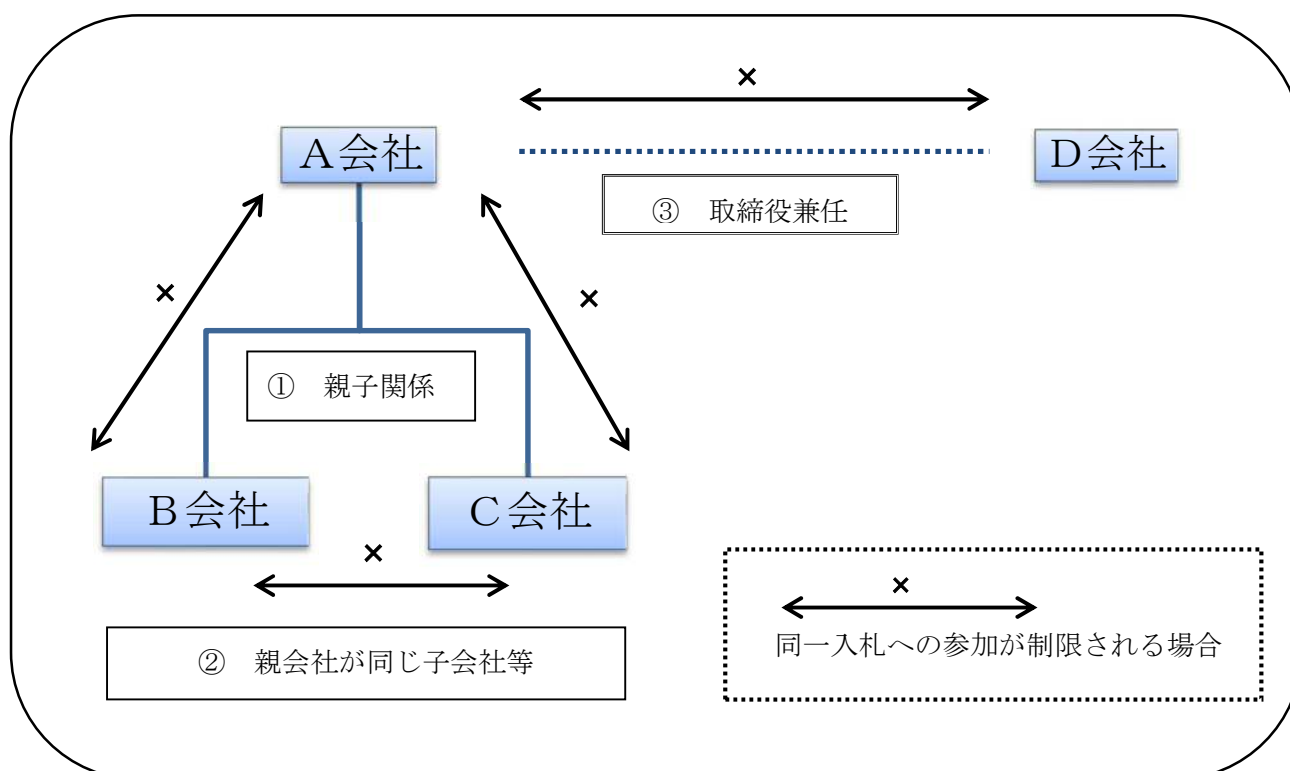 ×
A会社
D会社
③ 取締役兼任
×
×
① 親子関係
B会社
C会社
×
② 親会社が同じ子会社等
×
同一入札への参加が制限される場合